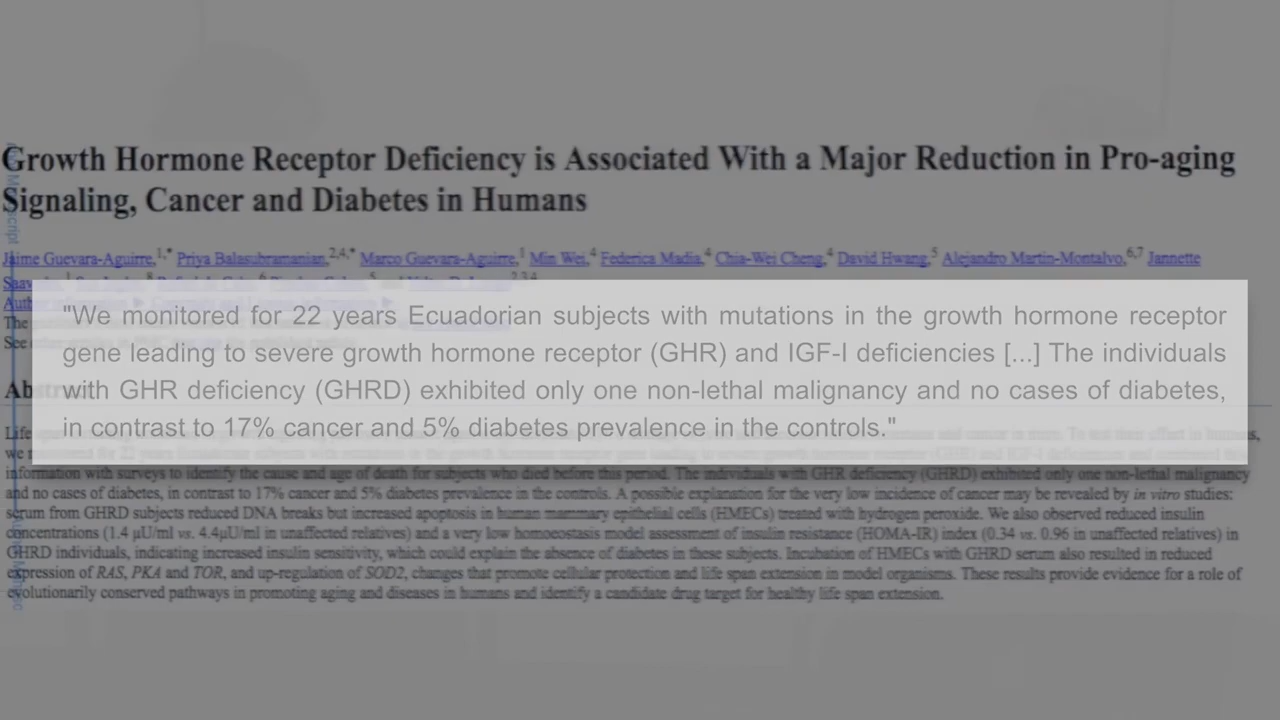 Growth Hormone Receptor Deficiency is Associated With a Major Reduction in Pro-aging
Signaling, Cancer and Diabetes in Humans
Jaime Guevara-Aguirre,1,* Priya Balasubramanian,2,4,* Marco Guevara-Aguirre,1 Min Wei,4 Federica Madia,4 Chia-Wei Cheng,4 David Hwang,5 Alejandro Martin-Montalvo,6,7 Jannette
"We monitored for 22 years Ecuadorian subjects with mutations in the growth hormone receptor
gene leading to severe growth hormone receptor (GHR) and IGF-I deficiencies [...] The individuals
with GHR deficiency (GHRD) exhibited only one non-lethal malignancy and no cases of diabetes,
in contrast to 17% cancer and 5% diabetes prevalence in the controls."
information with surveys to identify the cause and age of death for subjects who died before this period. The individuals with GHR deficiency (GHRD) exhibited only one non-lethal malignancy
and no cases of diabetes, in contrast to 17% cancer and 5% diabetes prevalence in the controls. A possible explanation for the very low incidence of cancer may be revealed by in vitro studies:
serum from GHRD subjects reduced DNA breaks but increased apoptosis in human mammary epithelial cells (HMECs) treated with hydrogen peroxide. We also observed reduced insulin
concentrations (1.4 μU/ml vs. 4.4μU/ml in unaffected relatives) and a very low homoeostasis model assessment of insulin resistance (HOMA-IR) index (0.34 vs. 0.96 in unaffected relatives) in
GHRD individuals, indicating increased insulin sensitivity, which could explain the absence of diabetes in these subjects. Incubation of HMECs with GHRD serum also resulted in reduced
expression of RAS, PKA and TOR, and up-regulation of SOD2, changes that promote cellular protection and life span extension in model organisms. These results provide evidence for a role of
evolutionarily conserved pathways in promoting aging and diseases in humans and identify a candidate drug target for healthy life span extension.